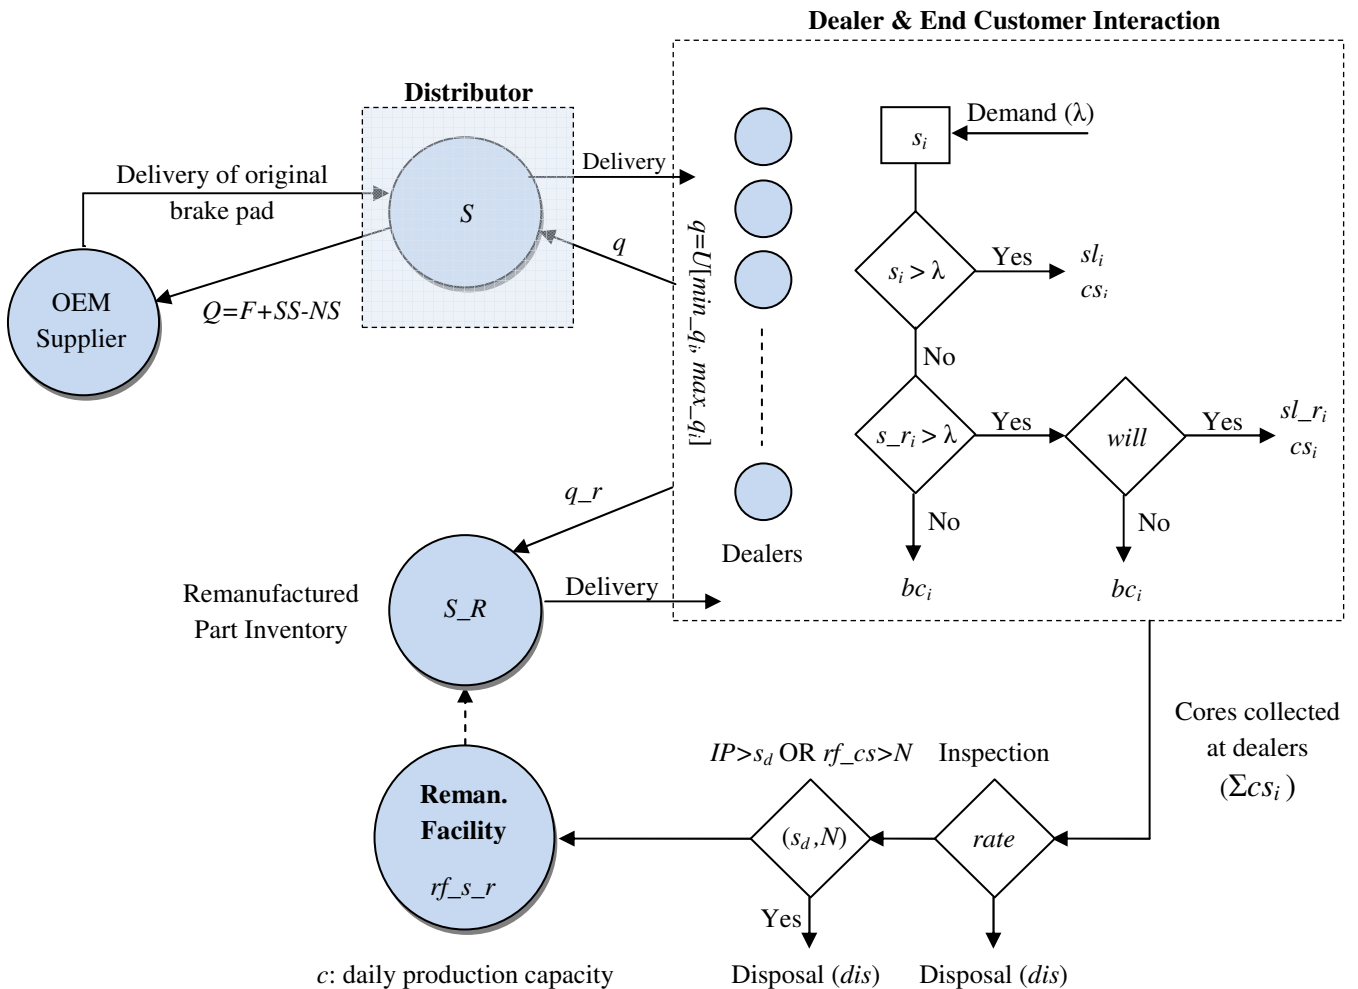 Dealer & End Customer Interaction
Distributor
Demand (λ)
s_i
Delivery of original
brake pad
Delivery
S
q
q=U[min_q_i, max_q_i]
s_i > λ
Yes
sl_i
cs_i
OEM
Supplier
Q=F+SS-NS
No
s_r_i > λ
Yes
will
Yes
sl_r_i
cs_i
q_r
No
No
Dealers
bc_i
bc_i
Remanufactured
Part Inventory
S_R
Delivery
Cores collected
at dealers
(Σcs_i)
IP>s_d OR rf_cs>N
Inspection
Reman.
Facility
rf_s_r
(s_d,N)
rate
Yes
c: daily production capacity
Disposal (dis)
Disposal (dis)